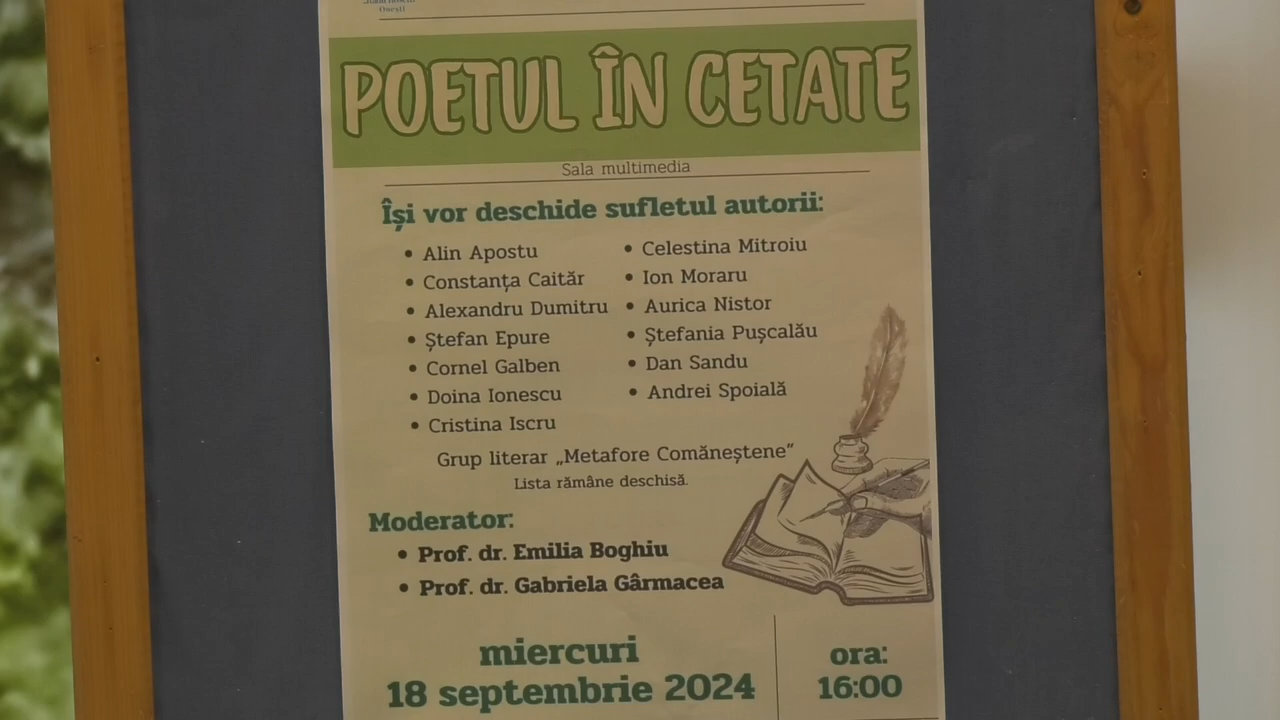 Onești
POETUL ÎN CETATE
Sala multimedia
Își vor deschide sufletul autorii:
• Alin Apostu
• Constanța Caităr
• Alexandru Dumitru
• Ștefan Epure
• Cornel Galben
• Doina Ionescu
• Cristina Iscru
• Celestina Mitroiu
• Ion Moraru
• Aurica Nistor
• Ștefania Pușcalău
• Dan Sandu
• Andrei Spoială
Grup literar „Metafore Comăneștene”
Lista rămâne deschisă.
Moderator:
• Prof. dr. Emilia Boghiu
• Prof. dr. Gabriela Gârmacea
miercuri
18 septembrie 2024
ora:
16:00